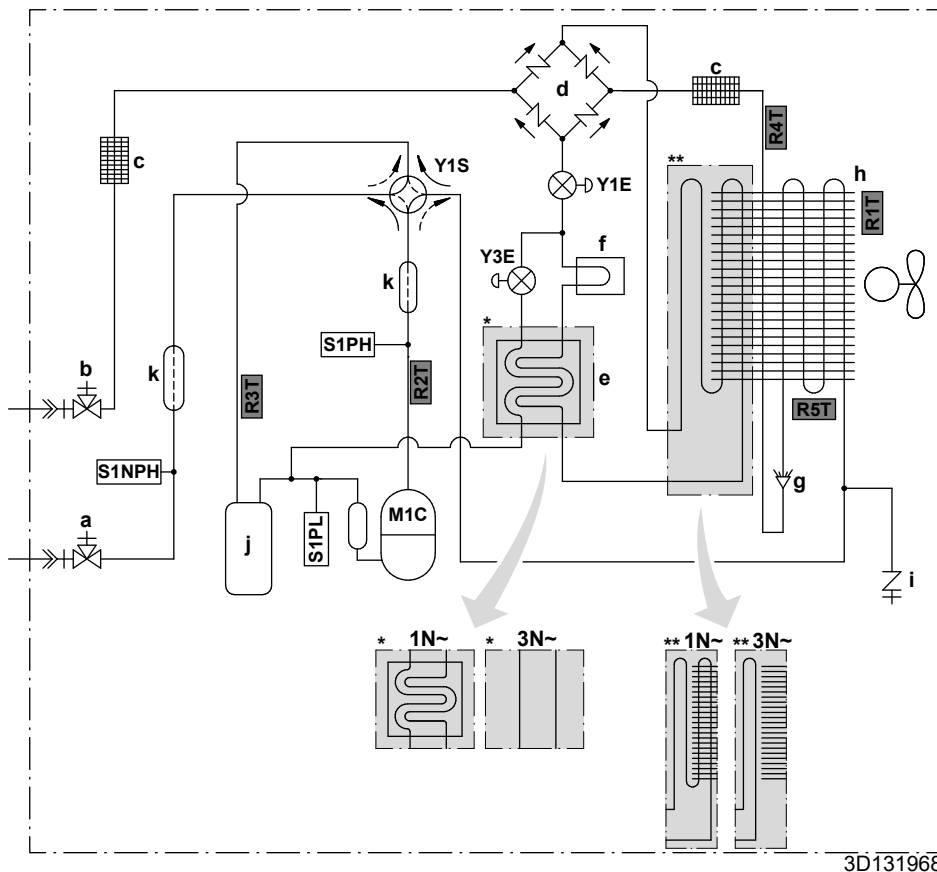 c
d
c
R4T
Y1S
**
h
R1T
Y1E
f
Y3E
k
S1PH
*
e
b
k
R3T
R2T
R5T
S1NPH
g
a
M1C
j
S1PL
i
* 1N~
* 3N~
** 1N~
** 3N~
3D131968